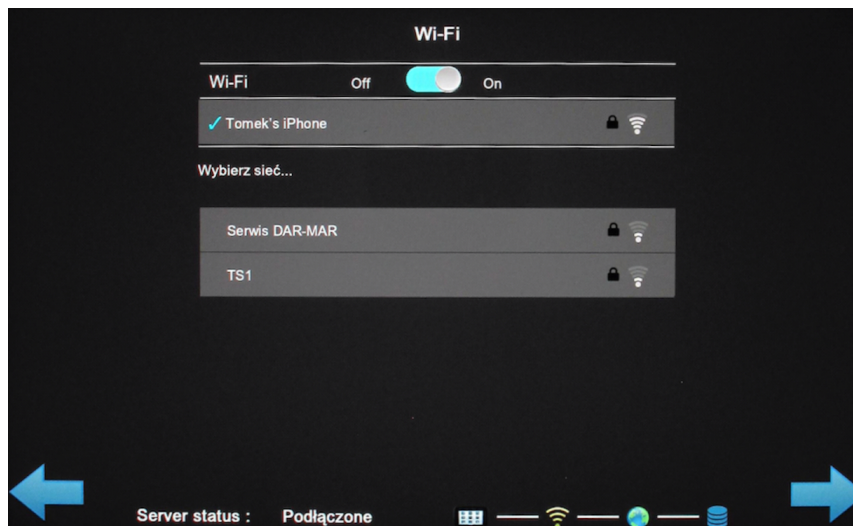 Wi-Fi
Wi-Fi Off On
✓ Tomek's iPhone
Wybierz sieć...
Serwis DAR-MAR
TS1
Server status : Podłączone